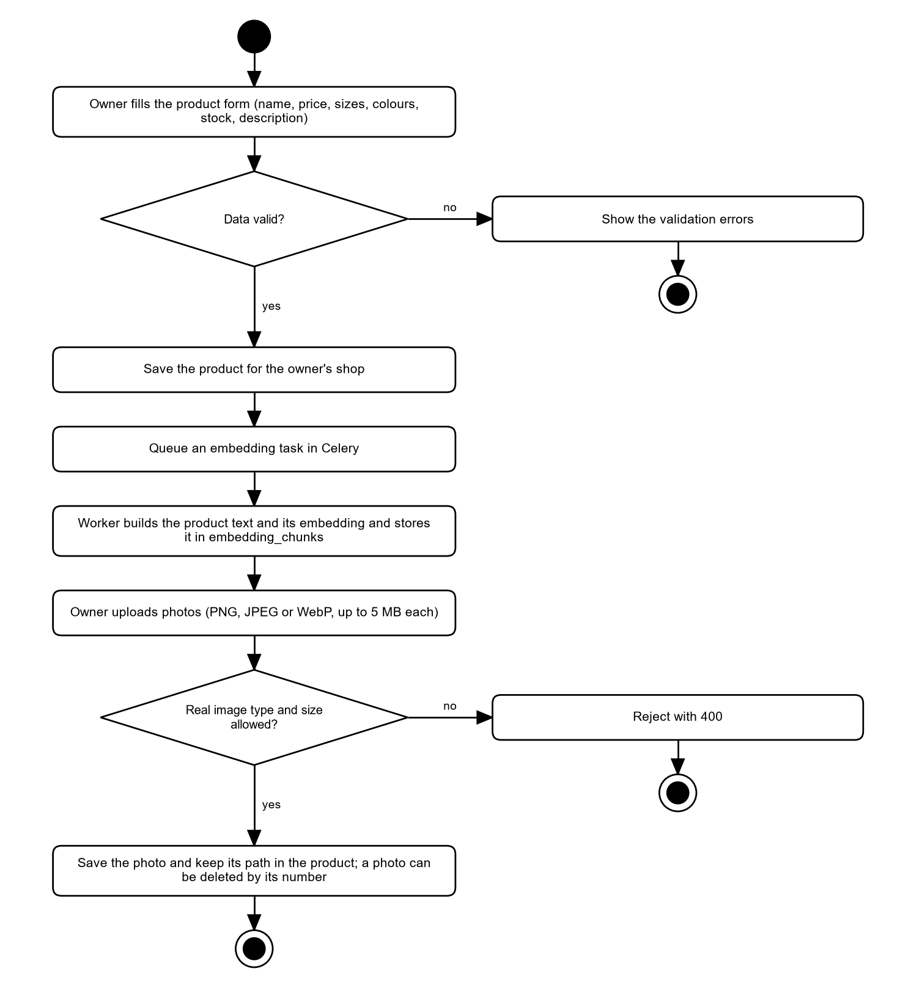 Owner fills the product form (name, price, sizes, colours,
stock, description)
Data valid?
no
Show the validation errors
yes
Save the product for the owner's shop
Queue an embedding task in Celery
Worker builds the product text and its embedding and stores
it in embedding_chunks
Owner uploads photos (PNG, JPEG or WebP, up to 5 MB each)
Real image type and size
allowed?
no
Reject with 400
yes
Save the photo and keep its path in the product; a photo can
be deleted by its number